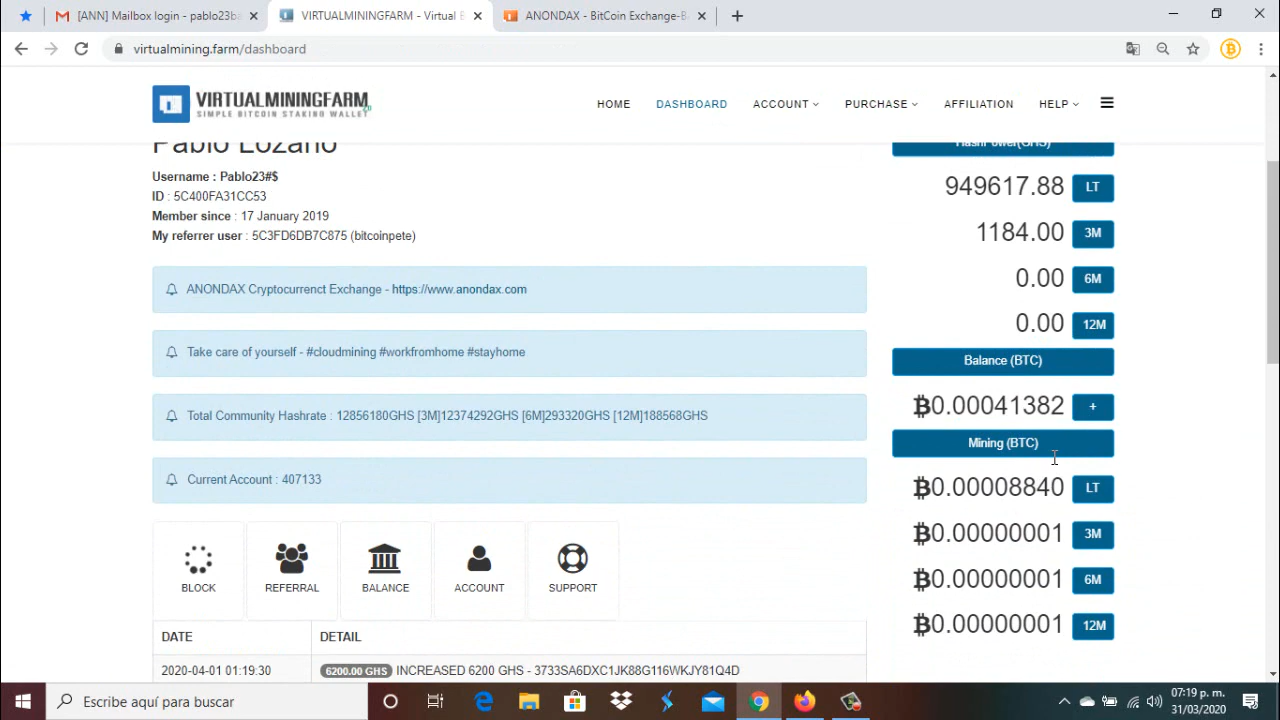 [ANN] Mailbox login - pablo23ba
VIRTUALMININGFARM - Virtual B
ANONDAX - BitCoin Exchange-B
virtualmining.farm/dashboard
VIRTUALMININGFARM
SIMPLE BITCOIN STAKING WALLET
HOME
DASHBOARD
ACCOUNT
PURCHASE
AFFILIATION
HELP
Pablo Lozano
Username : Pablo23#$
ID : 5C400FA31CC53
Member since : 17 January 2019
My referrer user : 5C3FD6DB7C875 (bitcoinpete)
ANONDAX Cryptocurrenct Exchange - https://www.anondax.com
Take care of yourself - #cloudmining #workfromhome #stayhome
Total Community Hashrate : 12856180GHS [3M]12374292GHS [6M]293320GHS [12M]188568GHS
Current Account : 407133
BLOCK
REFERRAL
BALANCE
ACCOUNT
SUPPORT
DATE
DETAIL
2020-04-01 01:19:30
6200.00 GHS INCREASED 6200 GHS - 3733SA6DXC1JK88G116WKJY81Q4D
HashPower(GHS)
949617.88 LT
1184.00 3M
0.00 6M
0.00 12M
Balance (BTC)
₿0.00041382 +
Mining (BTC)
₿0.00008840 LT
₿0.00000001 3M
₿0.00000001 6M
₿0.00000001 12M
Escribe aquí para buscar
07:19 p. m.
31/03/2020